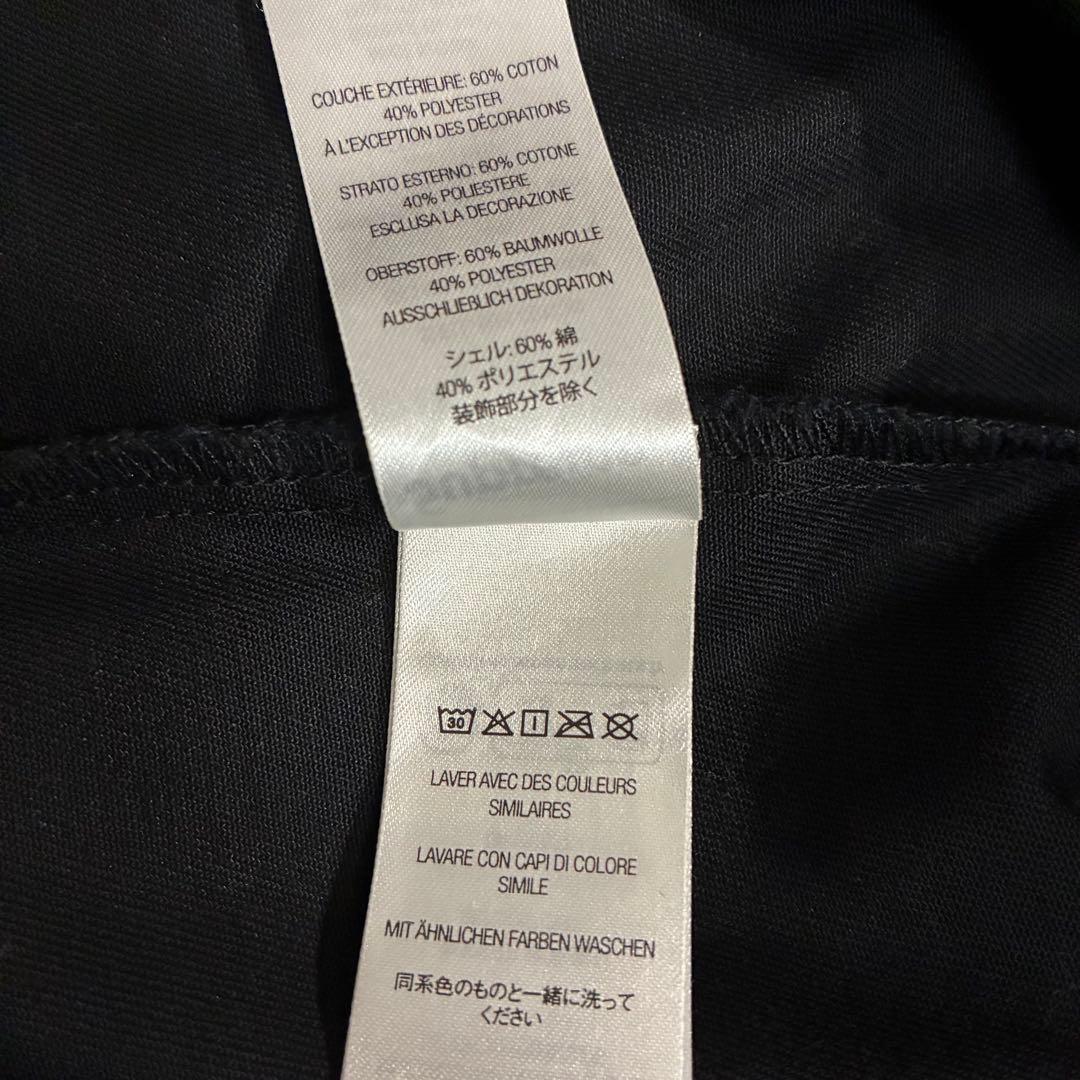 COUCHE EXTÉRIEURE: 60% COTON
40% POLYESTER
À L'EXCEPTION DES DÉCORATIONS
STRATO ESTERNO: 60% COTONE
40% POLIESTERE
ESCLUSA LA DECORAZIONE
OBERSTOFF: 60% BAUMWOLLE
40% POLYESTER
AUSSCHLIEßLICH DEKORATION
シェル: 60% 綿
40% ポリエステル
装飾部分を除く
30
LAVER AVEC DES COULEURS
SIMILAIRES
LAVARE CON CAPI DI COLORE
SIMILE
MIT ÄHNLICHEN FARBEN WASCHEN
同系色のものと一緒に洗って
ください